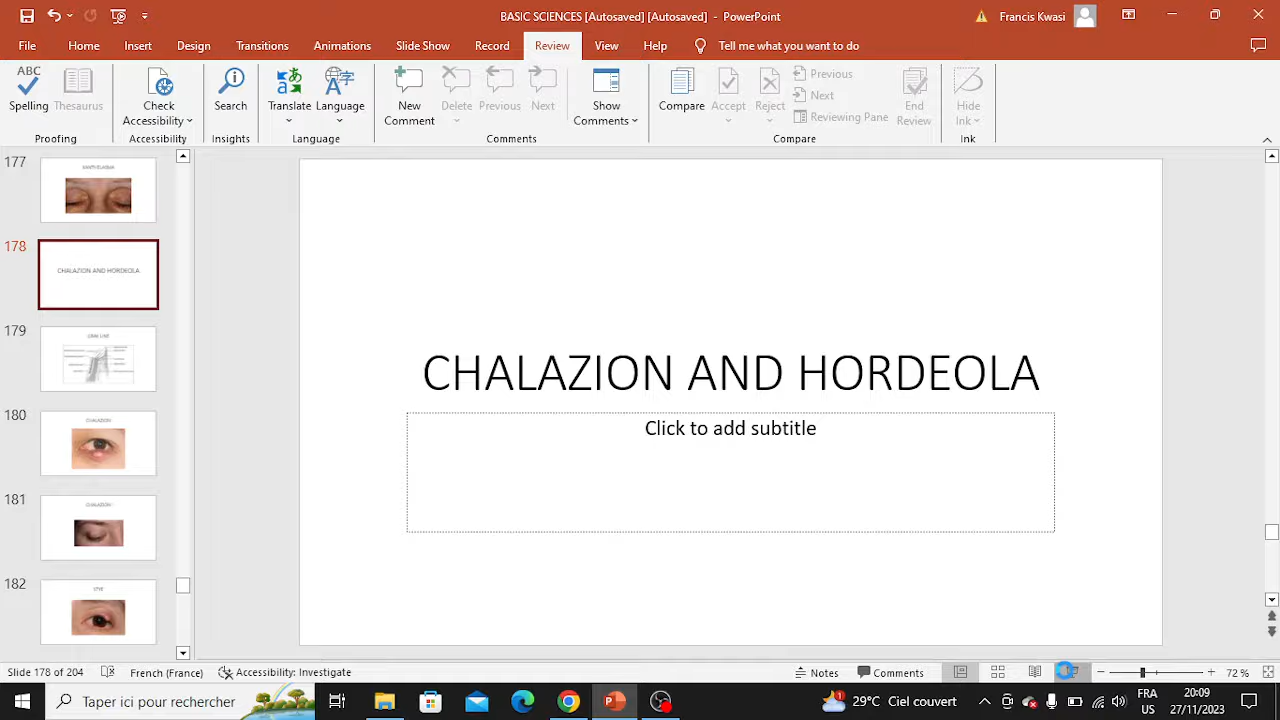 BASIC SCIENCES [Autosaved] [Autosaved] - PowerPoint
Francis Kwasi
File Home Insert Design Transitions Animations Slide Show Record Review View Help Tell me what you want to do
ABC
Spelling
Thesaurus
Proofing
Check
Accessibility
Accessibility
Search
Insights
Translate
Language
Language
New
Comment
Delete
Previous
Next
Show
Comments
Comments
Compare
Accept
Reject
Previous
Next
Reviewing Pane
End
Review
Compare
Hide
Ink
Ink
177
178
CHALAZION AND HORDEOLA
179
180
CHALAZION
181
CHALAZION
182
STYE
CHALAZION AND HORDEOLA
Click to add subtitle
Slide 178 of 204 French (France) Accessibility: Investigate Notes Comments 72 %
Taper ici pour rechercher
1
29°C Ciel couvert
FRA
US
20:09
27/11/2023